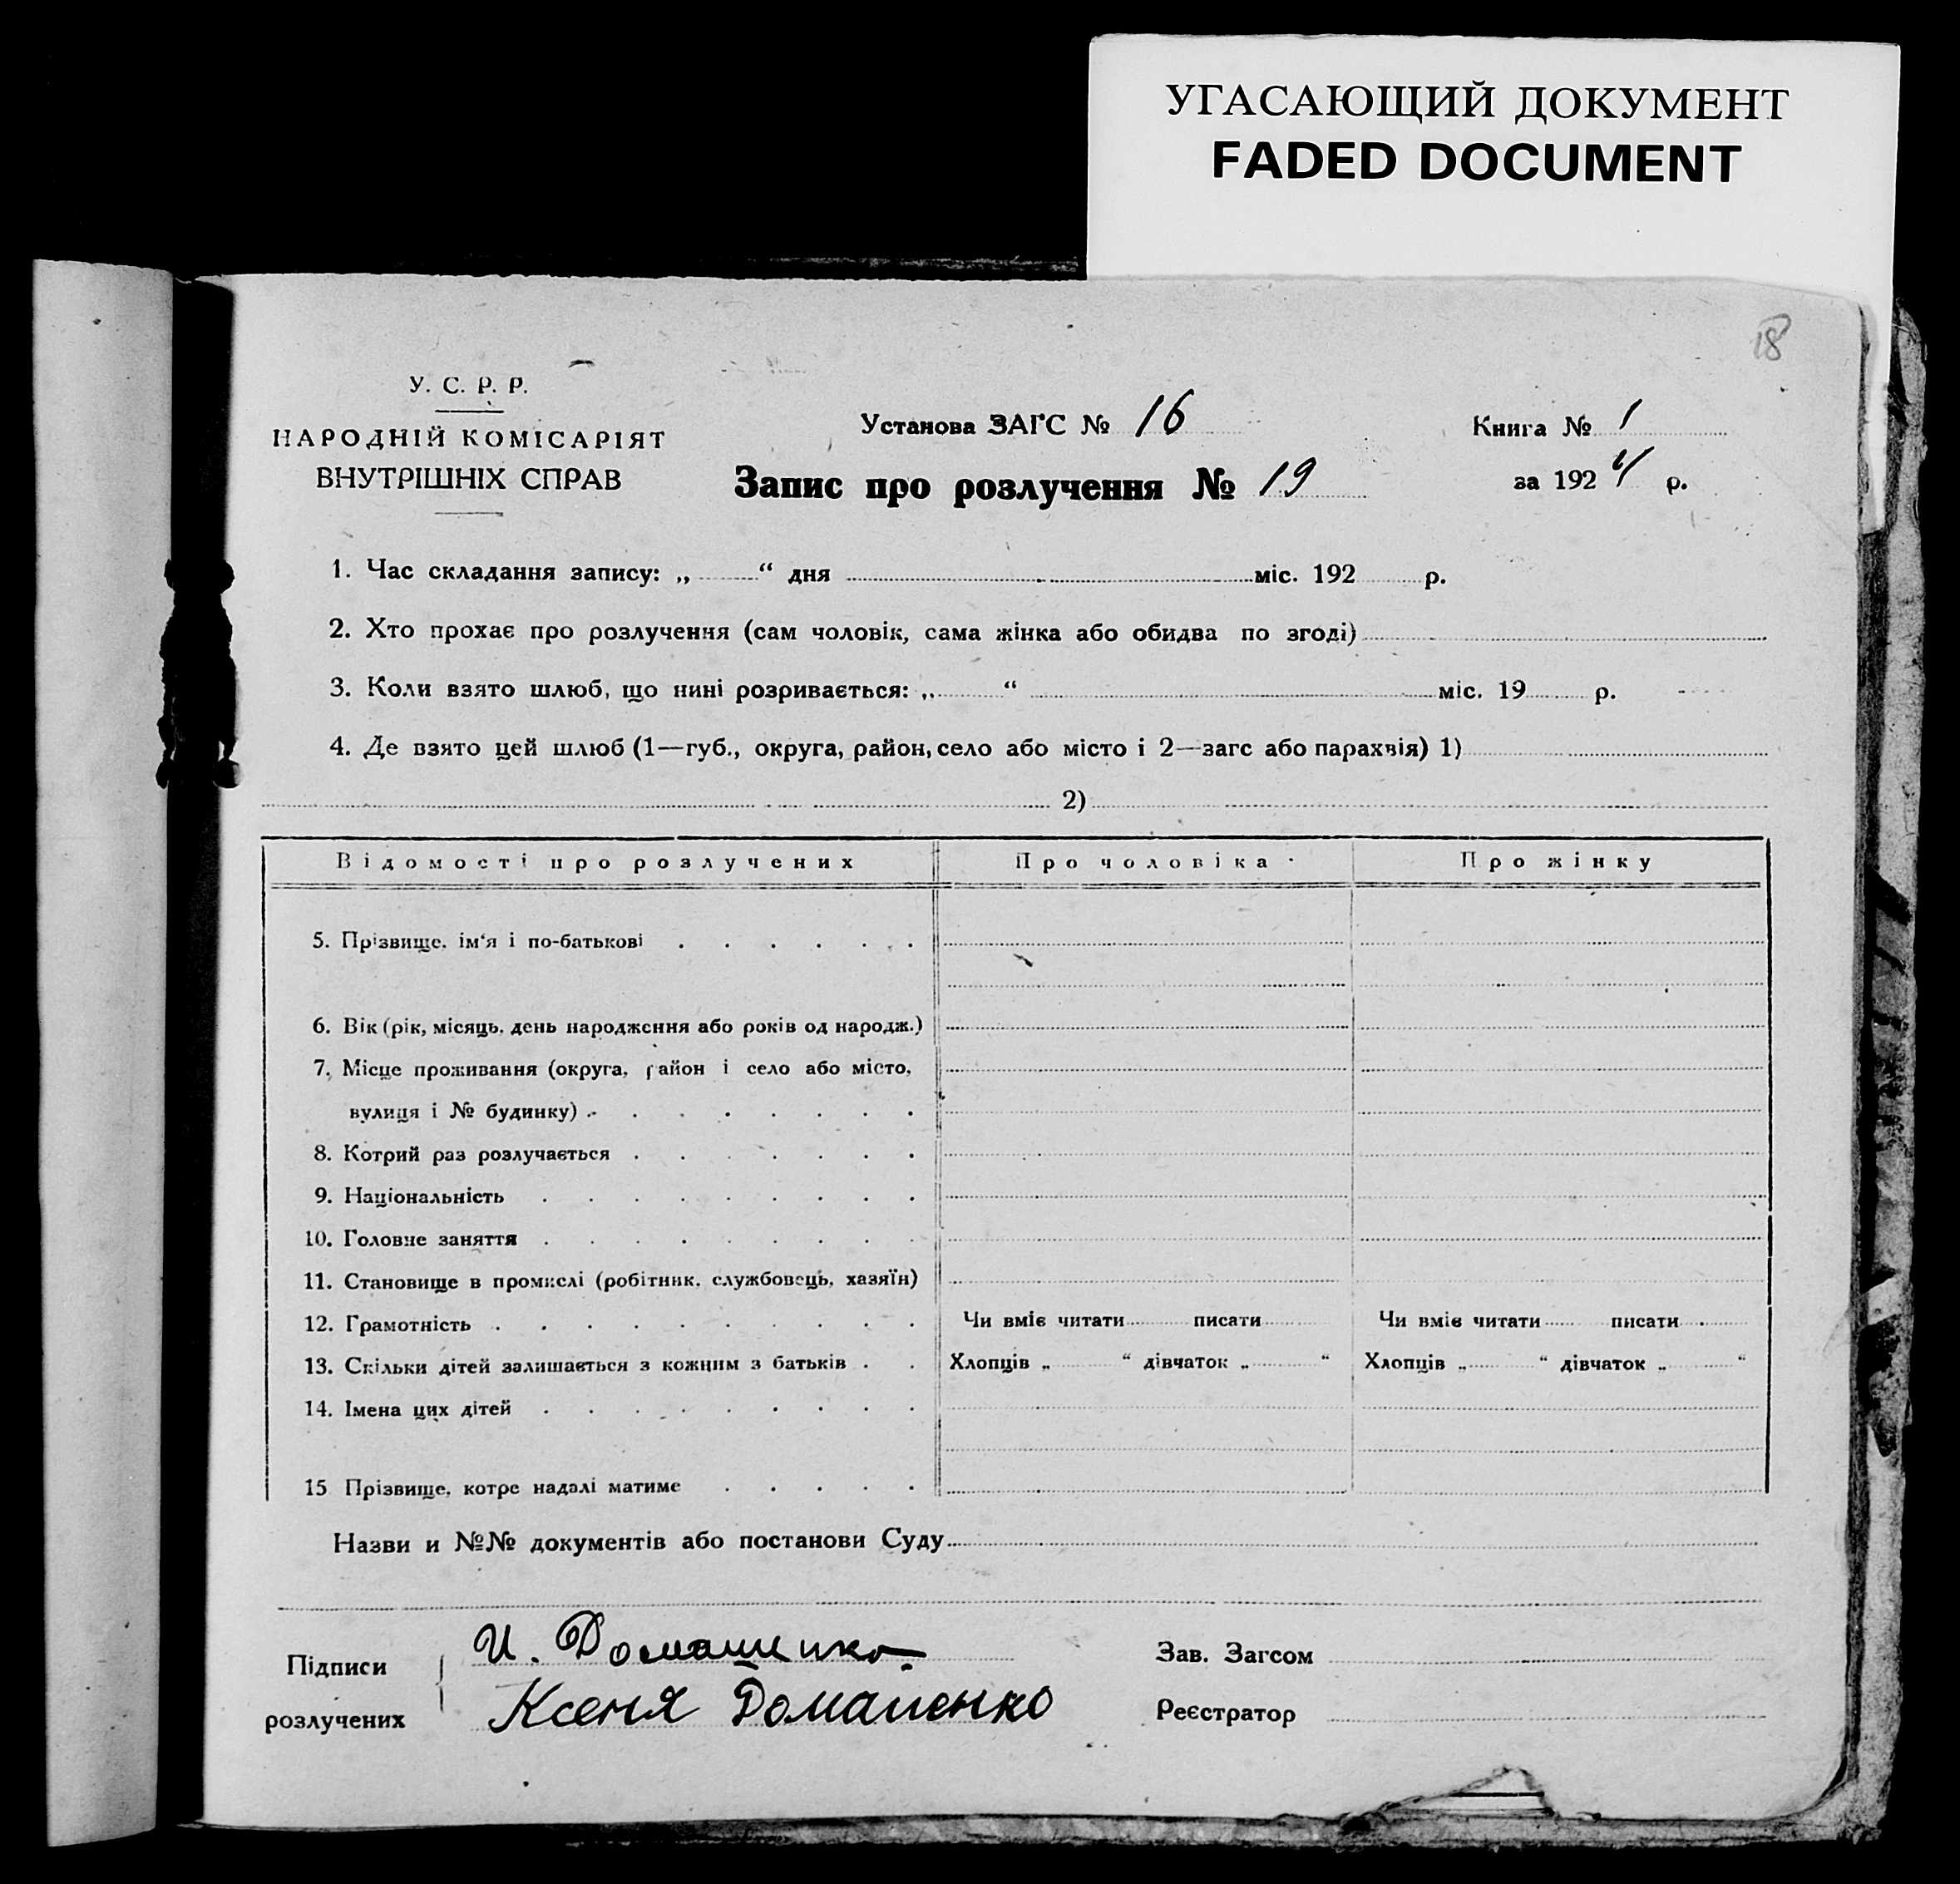 УГАСАЮЩИЙ ДОКУМЕНТ
FADED DOCUMENT
18
У. С. Р. Р.
НАРОДНІЙ КОМІСАРІЯТ
ВНУТРІШНІХ СПРАВ
Установа ЗАГС № 16
Запис про розлучення № 19
Книга № 1
за 1924 р.
1. Час складання запису: „ “ дня міс. 192 р.
2. Хто прохає про розлучення (сам чоловік, сама жінка або обидва по згоді)
3. Коли взято шлюб, що нині розривається: „ “ міс. 19 р.
4. Де взято цей шлюб (1—губ., округа, район, село або місто і 2—загс або парахвія) 1)
2)
Відомості про розлучених Про чоловіка Про жінку
5. Прізвище, ім‘я і по-батькові
6. Вік (рік, місяць, день народження або років од народж.)
7. Місце проживання (округа, район і село або місто,
вулиця і № будинку)
8. Котрий раз розлучається
9. Національність
10. Головне заняття
11. Становище в промислі (робітник, службовець, хазяїн)
12. Грамотність Чи вміє читати писати Чи вміє читати писати
13. Скільки дітей залишається з кожним з батьків Хлопців „ “ дівчаток „ “ Хлопців „ “ дівчаток „ “
14. Імена цих дітей
15 Прізвище, котре надалі матиме
Назви и №№ документів або постанови Суду
Підписи
розлучених
И. Домашенко
Ксеня Домашенко
Зав. Загсом
Реєстратор